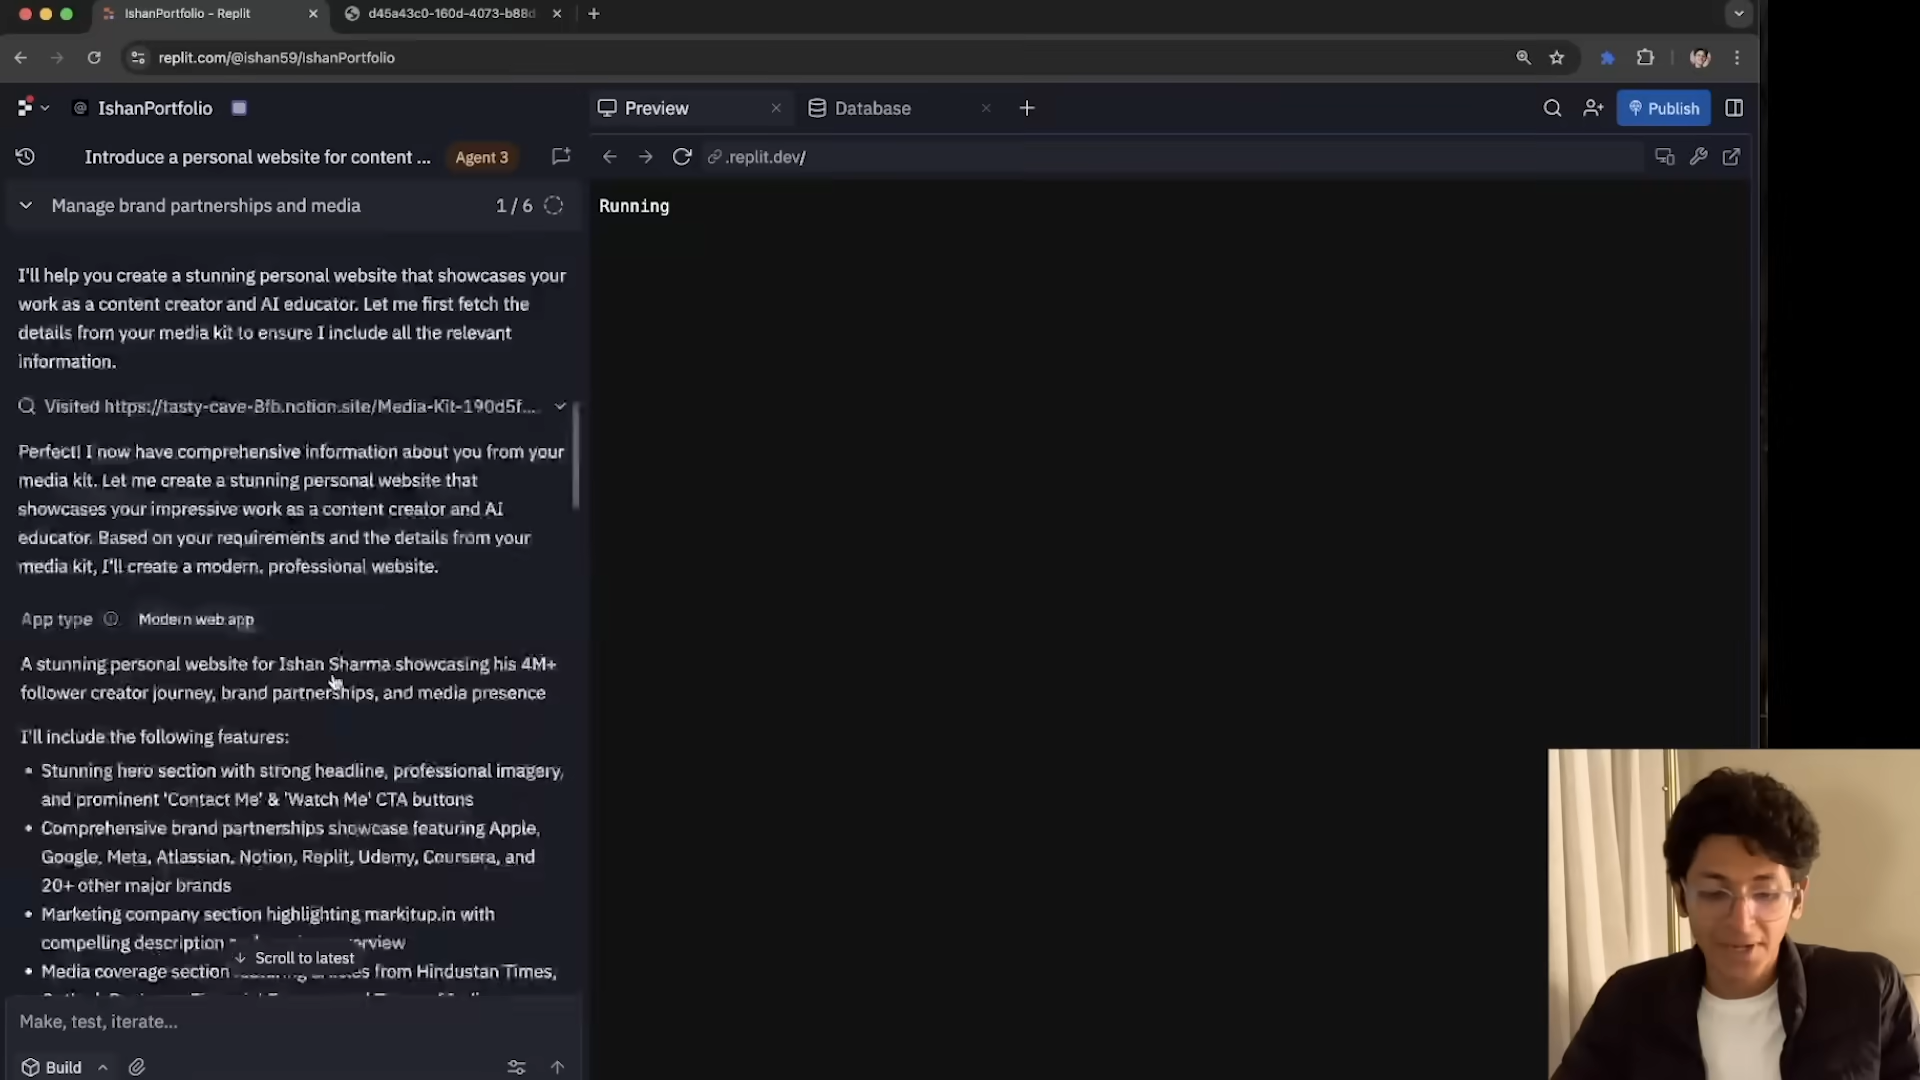 IshanPortfolio - Replit
d45a43c0-160d-4073-b88d
replit.com/@ishan59/IshanPortfolio
IshanPortfolio
Preview
Database
Publish
Introduce a personal website for content ...
Agent 3
.replit.dev/
Manage brand partnerships and media
1 / 6
Running
I'll help you create a stunning personal website that showcases your
work as a content creator and AI educator. Let me first fetch the
details from your media kit to ensure I include all the relevant
information.
Visited https://tasty-cave-8fb.notion.site/Media-Kit-190d5f...
Perfect! I now have comprehensive information about you from your
media kit. Let me create a stunning personal website that
showcases your impressive work as a content creator and AI
educator. Based on your requirements and the details from your
media kit, I'll create a modern, professional website.
App type
Modern web app
A stunning personal website for Ishan Sharma showcasing his 4M+
follower creator journey, brand partnerships, and media presence
I'll include the following features:
• Stunning hero section with strong headline, professional imagery,
and prominent 'Contact Me' & 'Watch Me' CTA buttons
• Comprehensive brand partnerships showcase featuring Apple,
Google, Meta, Atlassian, Notion, Replit, Udemy, Coursera, and
20+ other major brands
• Marketing company section highlighting markitup.in with
compelling description
Scroll to latest
• Media coverage section from Hindustan Times,
Make, test, iterate...
Build